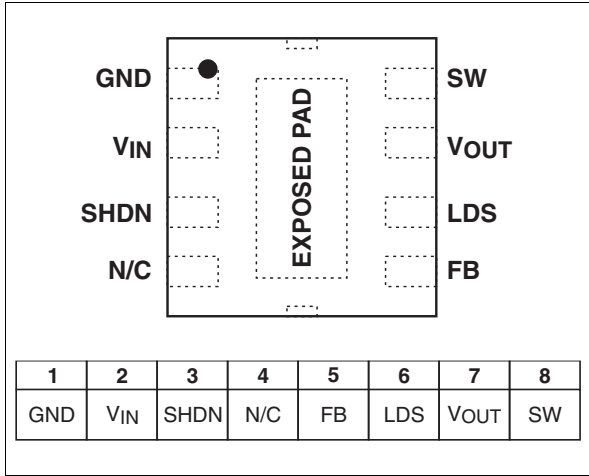 GND SW
EXPOSED PAD
VIN VOUT
SHDN LDS
N/C FB
1 2 3 4 5 6 7 8
GND VIN SHDN N/C FB LDS VOUT SW